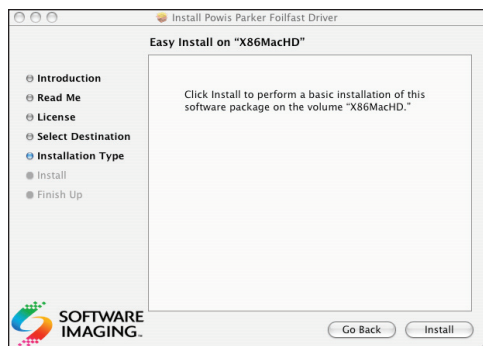 Install Powis Parker Foilfast Driver
Easy Install on “X86MacHD”
Introduction
Read Me
License
Select Destination
Installation Type
Install
Finish Up
Click Install to perform a basic installation of this
software package on the volume “X86MacHD.”
SOFTWARE
IMAGING
Go Back
Install